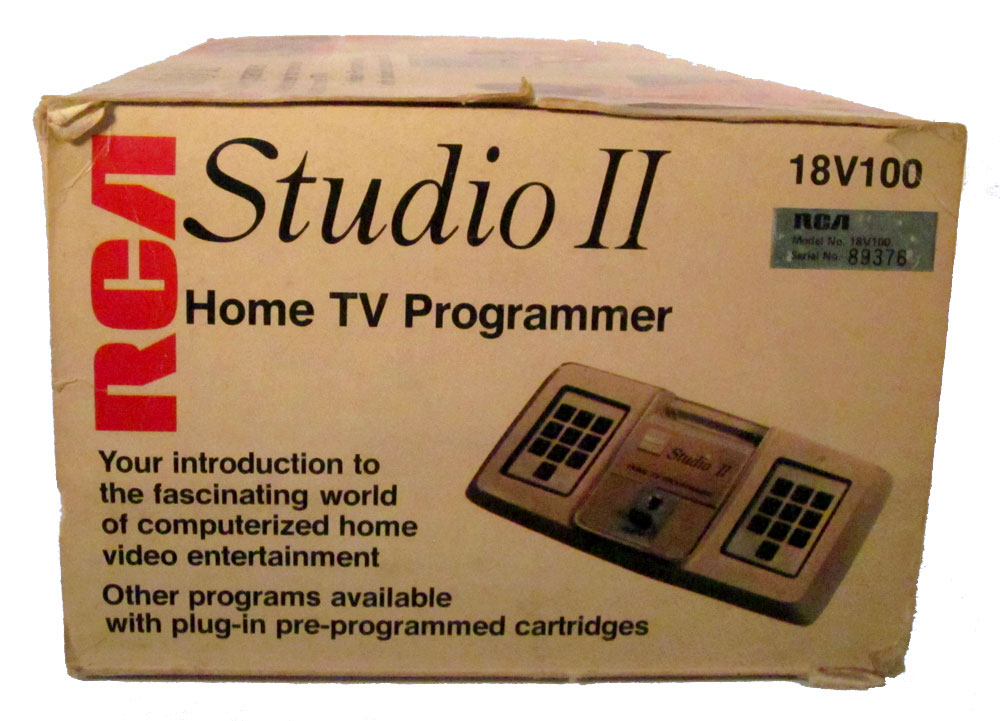 RCA
Studio II
Home TV Programmer
18V100
RCA
Model No. 18V100
Serial No. 89376
Your introduction to
the fascinating world
of computerized home
video entertainment
Other programs available
with plug-in pre-programmed cartridges
Studio II